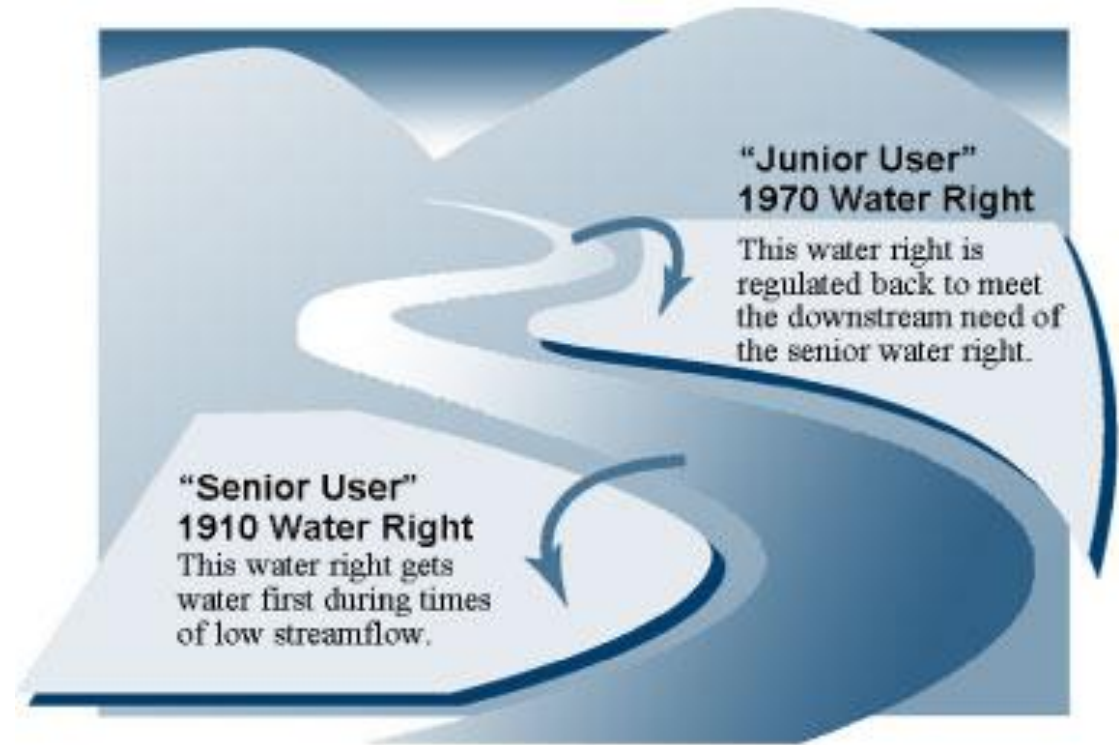 “Junior User”
1970 Water Right
This water right is
regulated back to meet
the downstream need of
the senior water right.
“Senior User”
1910 Water Right
This water right gets
water first during times
of low streamflow.